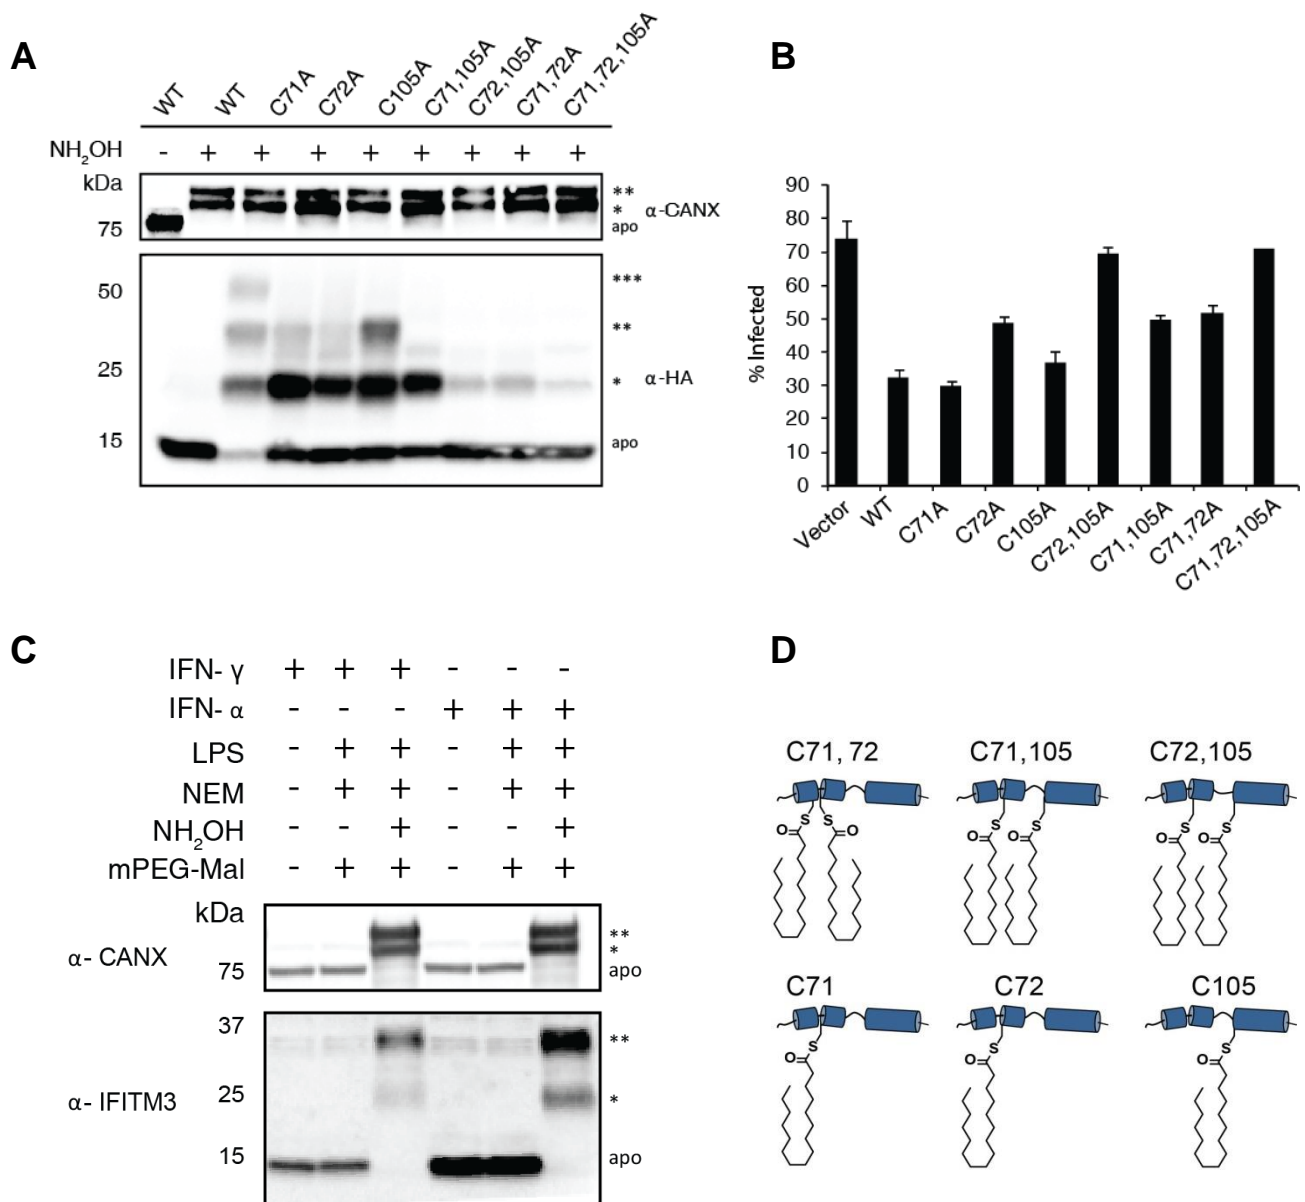 A
WT WT C71A C72A C105A C71,105A C72,105A C71,72A C71,72,105A
NH2OH - + + + + + + + +
kDa
**
* α-CANX
75 apo
50 ***
**
25
* α-HA
15 apo
B
% Infected
90
80
70
60
50
40
30
20
10
0
Vector WT C71A C72A C105A C72,105A C71,105A C71,72A C71,72,105A
C
IFN- γ + + + - - -
IFN- α - - - + + +
LPS - + + - + +
NEM - + + - + +
NH2OH - - + - - +
mPEG-Mal - + + - + +
kDa
**
α- CANX *
75 apo
37
**
25
α- IFITM3 *
15 apo
D
C71, 72 C71,105 C72,105
S S S S S S
O O O O O O
C71 C72 C105
S S S
O O O